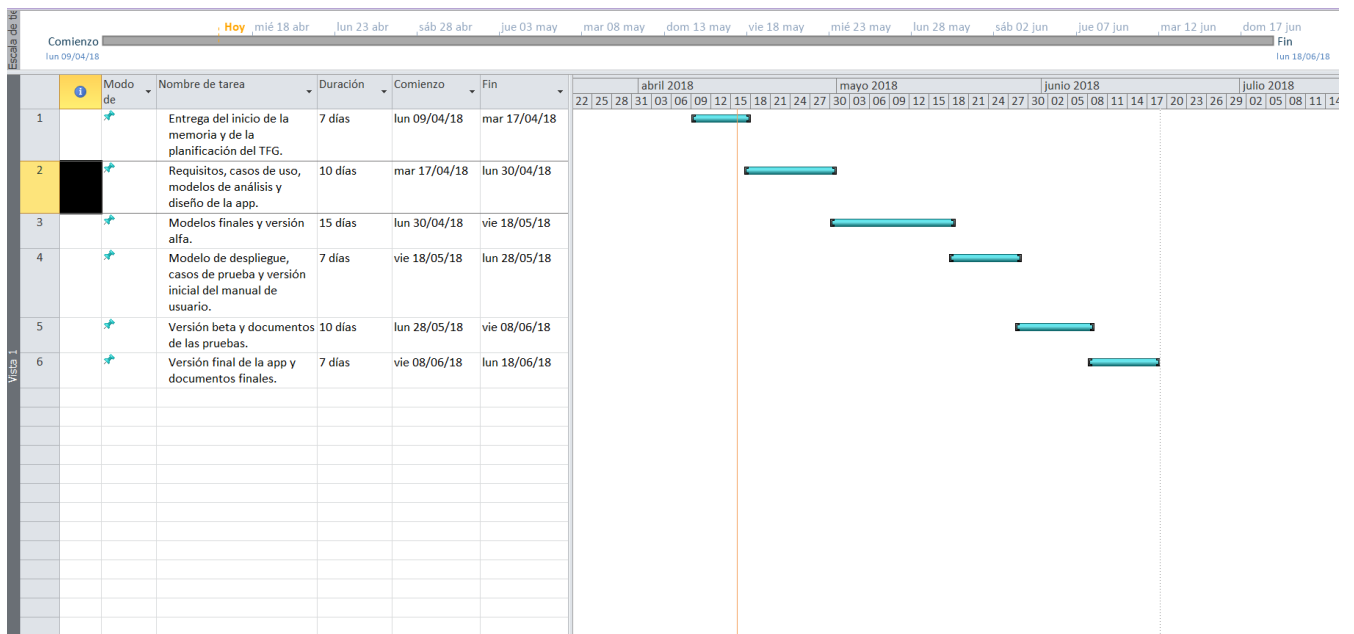 Escala de tie
Hoy mié 18 abr lun 23 abr sáb 28 abr jue 03 may mar 08 may dom 13 may vie 18 may mié 23 may lun 28 may sáb 02 jun jue 07 jun mar 12 jun dom 17 jun
Comienzo
lun 09/04/18
Fin
lun 18/06/18
Modo de
Nombre de tarea
Duración
Comienzo
Fin
abril 2018 mayo 2018 junio 2018 julio 2018
22 25 28 31 03 06 09 12 15 18 21 24 27 30 03 06 09 12 15 18 21 24 27 30 02 05 08 11 14 17 20 23 26 29 02 05 08 11 14
1
Entrega del inicio de la
memoria y de la
planificación del TFG.
7 días
lun 09/04/18
mar 17/04/18
2
Requisitos, casos de uso,
modelos de análisis y
diseño de la app.
10 días
mar 17/04/18
lun 30/04/18
3
Modelos finales y versión
alfa.
15 días
lun 30/04/18
vie 18/05/18
4
Modelo de despliegue,
casos de prueba y versión
inicial del manual de
usuario.
7 días
vie 18/05/18
lun 28/05/18
5
Versión beta y documentos
de las pruebas.
10 días
lun 28/05/18
vie 08/06/18
6
Versión final de la app y
documentos finales.
7 días
vie 08/06/18
lun 18/06/18
Vista 1